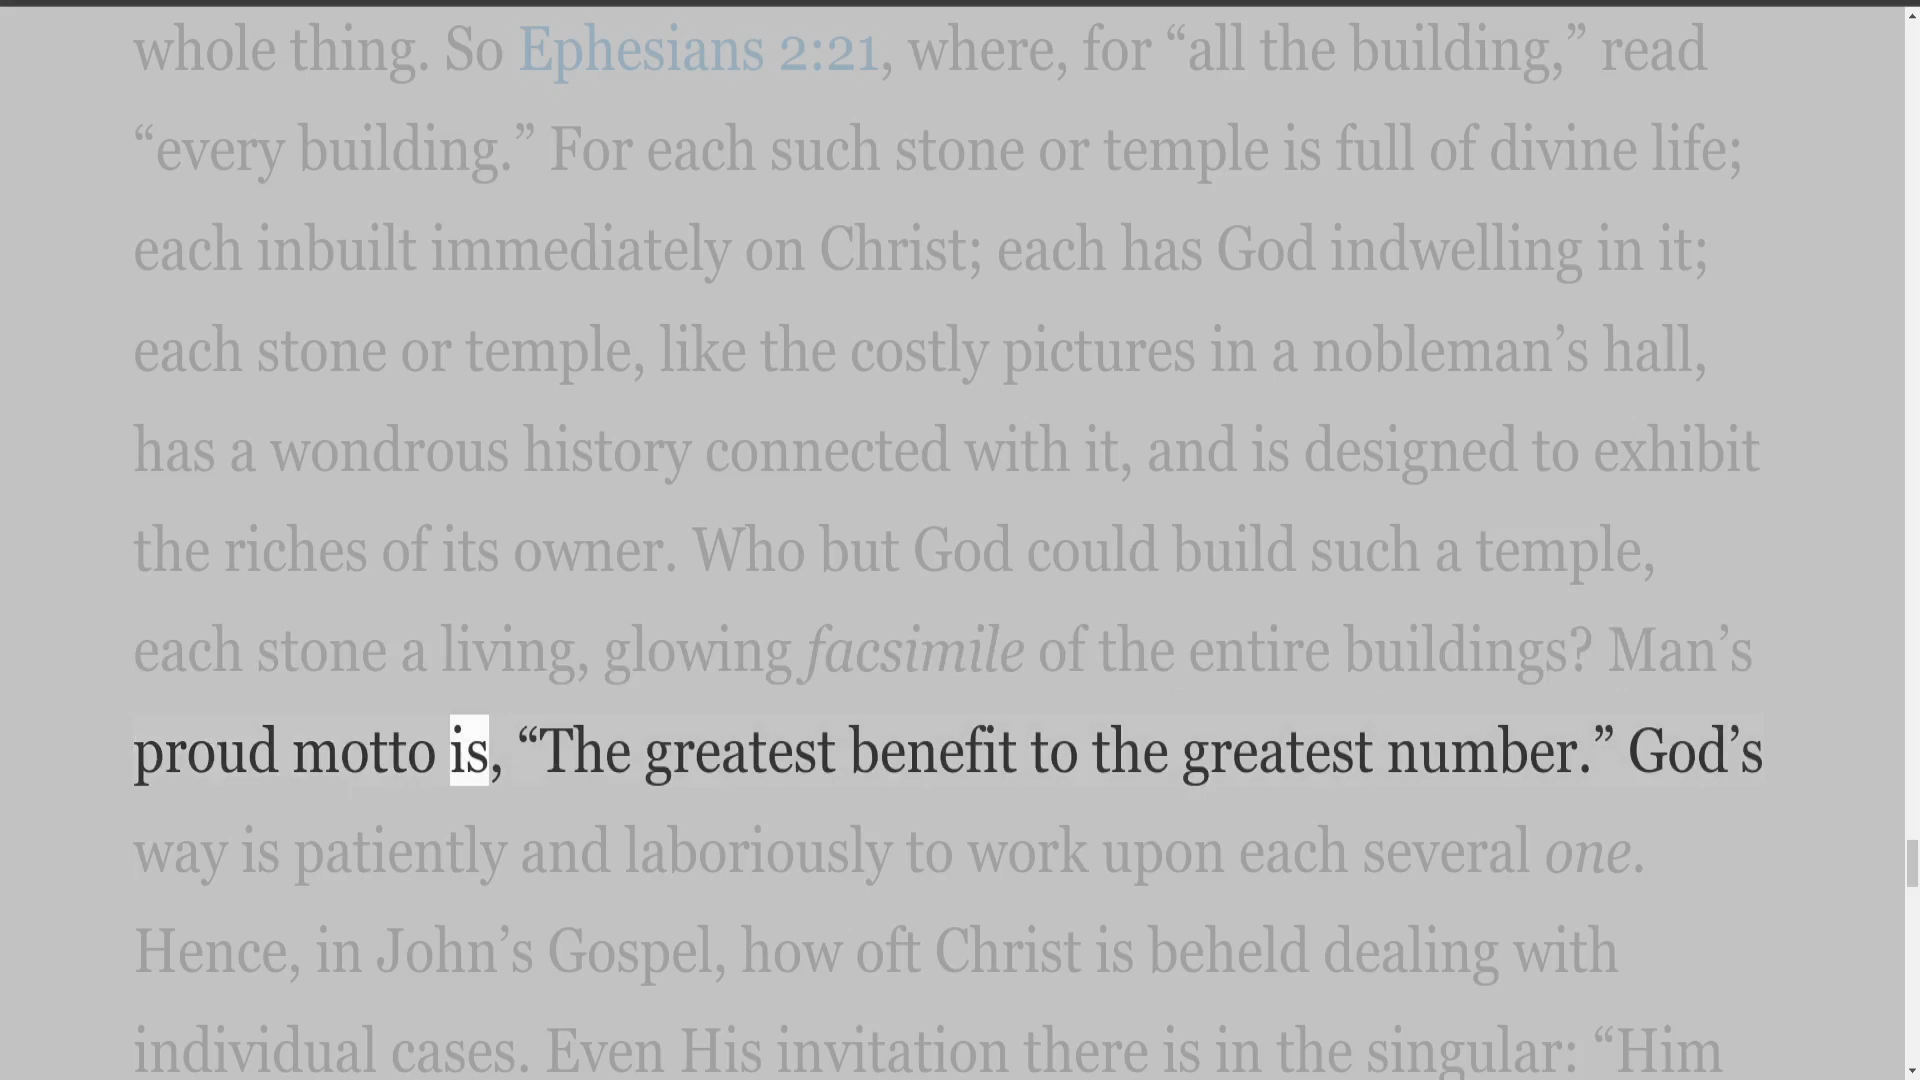 whole thing. So Ephesians 2:21, where, for “all the building,” read
“every building.” For each such stone or temple is full of divine life;
each inbuilt immediately on Christ; each has God indwelling in it;
each stone or temple, like the costly pictures in a nobleman’s hall,
has a wondrous history connected with it, and is designed to exhibit
the riches of its owner. Who but God could build such a temple,
each stone a living, glowing facsimile of the entire buildings? Man’s
proud motto is, “The greatest benefit to the greatest number.” God’s
way is patiently and laboriously to work upon each several one.
Hence, in John’s Gospel, how oft Christ is beheld dealing with
individual cases. Even His invitation there is in the singular: “Him